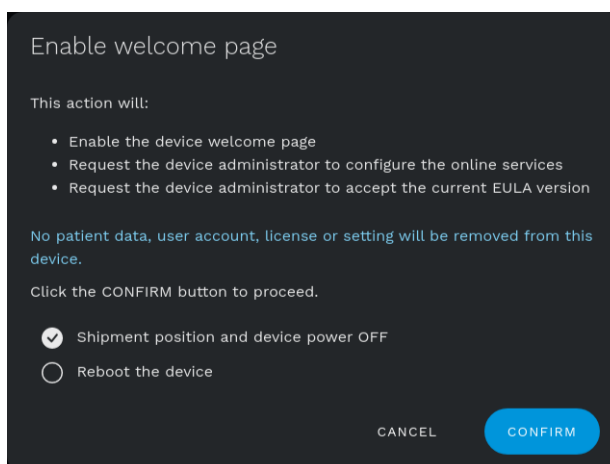 Enable welcome page
This action will:
• Enable the device welcome page
• Request the device administrator to configure the online services
• Request the device administrator to accept the current EULA version
No patient data, user account, license or setting will be removed from this
device.
Click the CONFIRM button to proceed.
Shipment position and device power OFF
Reboot the device
CANCEL
CONFIRM